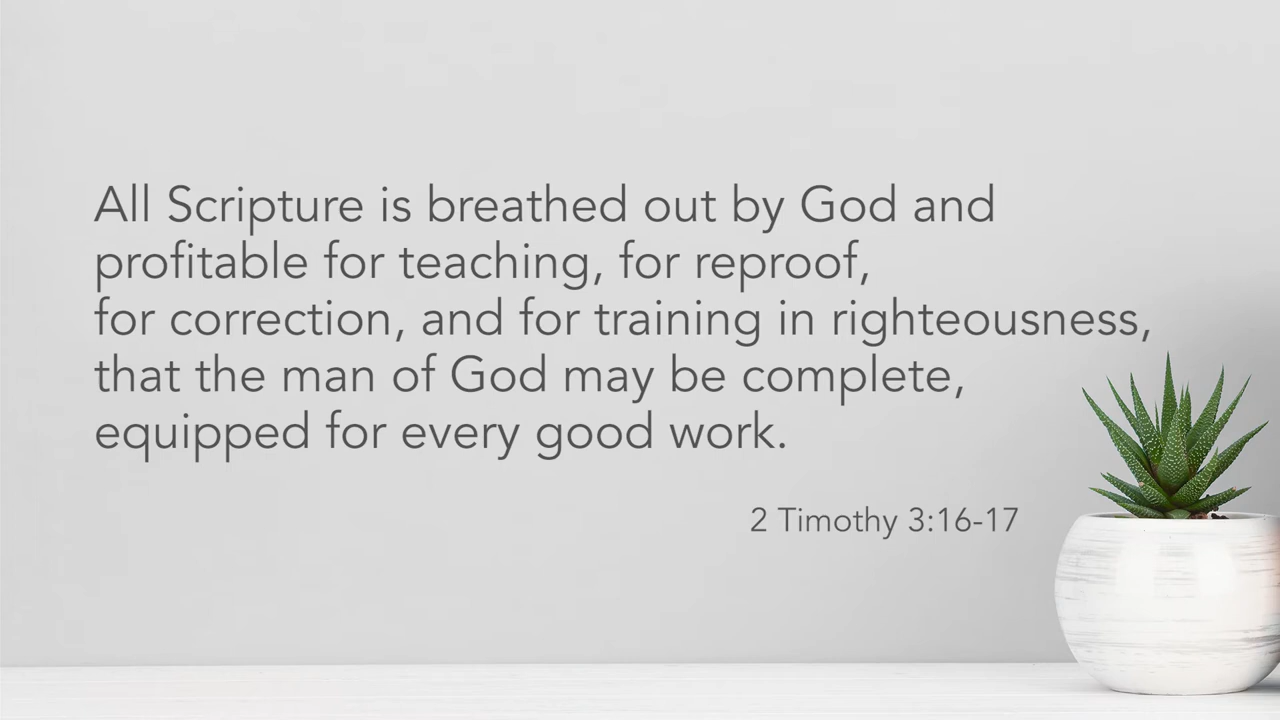 All Scripture is breathed out by God and
profitable for teaching, for reproof,
for correction, and for training in righteousness,
that the man of God may be complete,
equipped for every good work.
2 Timothy 3:16-17